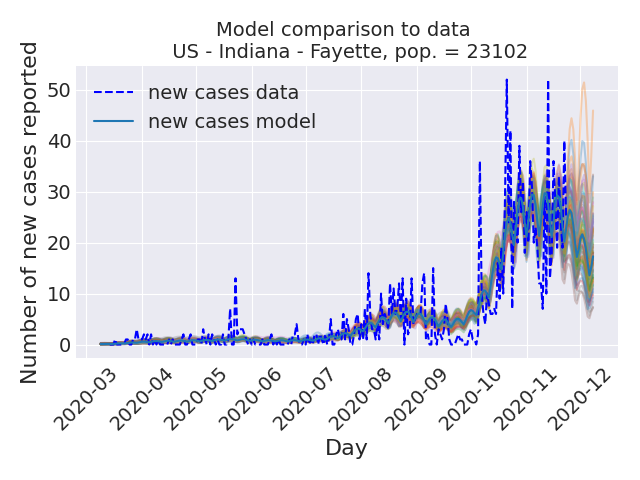 Model comparison to data
US - Indiana - Fayette, pop. = 23102
Number of new cases reported
50
40
30
20
10
0
new cases data
new cases model
2020-03
2020-04
2020-05
2020-06
2020-07
2020-08
2020-09
2020-10
2020-11
2020-12
Day